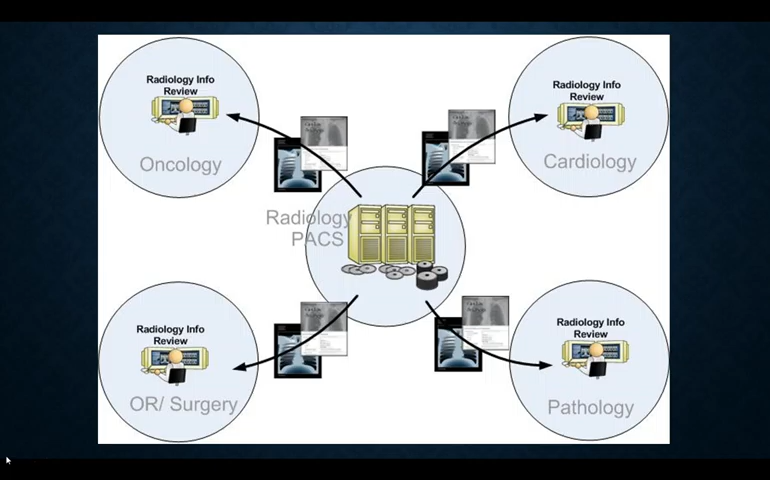 Radiology Info
Review
Oncology
Radiology Info
Review
Cardiology
Radiology
PACS
Radiology Info
Review
OR/ Surgery
Radiology Info
Review
Pathology